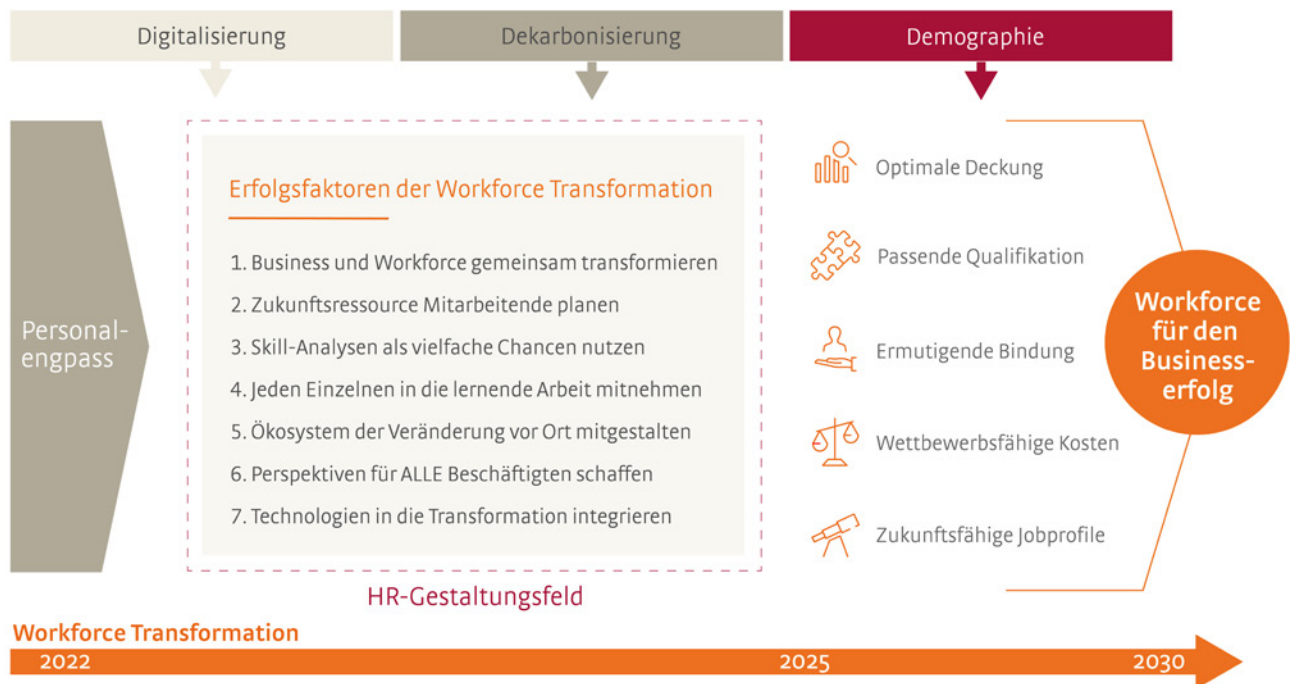 Digitalisierung
Dekarbonisierung
Demographie
Personal-
engpass
Erfolgsfaktoren der Workforce Transformation
1. Business und Workforce gemeinsam transformieren
2. Zukunftsressource Mitarbeitende planen
3. Skill-Analysen als vielfache Chancen nutzen
4. Jeden Einzelnen in die lernende Arbeit mitnehmen
5. Ökosystem der Veränderung vor Ort mitgestalten
6. Perspektiven für ALLE Beschäftigten schaffen
7. Technologien in die Transformation integrieren
HR-Gestaltungsfeld
Optimale Deckung
Passende Qualifikation
Ermutigende Bindung
Wettbewerbsfähige Kosten
Zukunftsfähige Jobprofile
Workforce
für den
Business-
erfolg
Workforce Transformation
2022
2025
2030